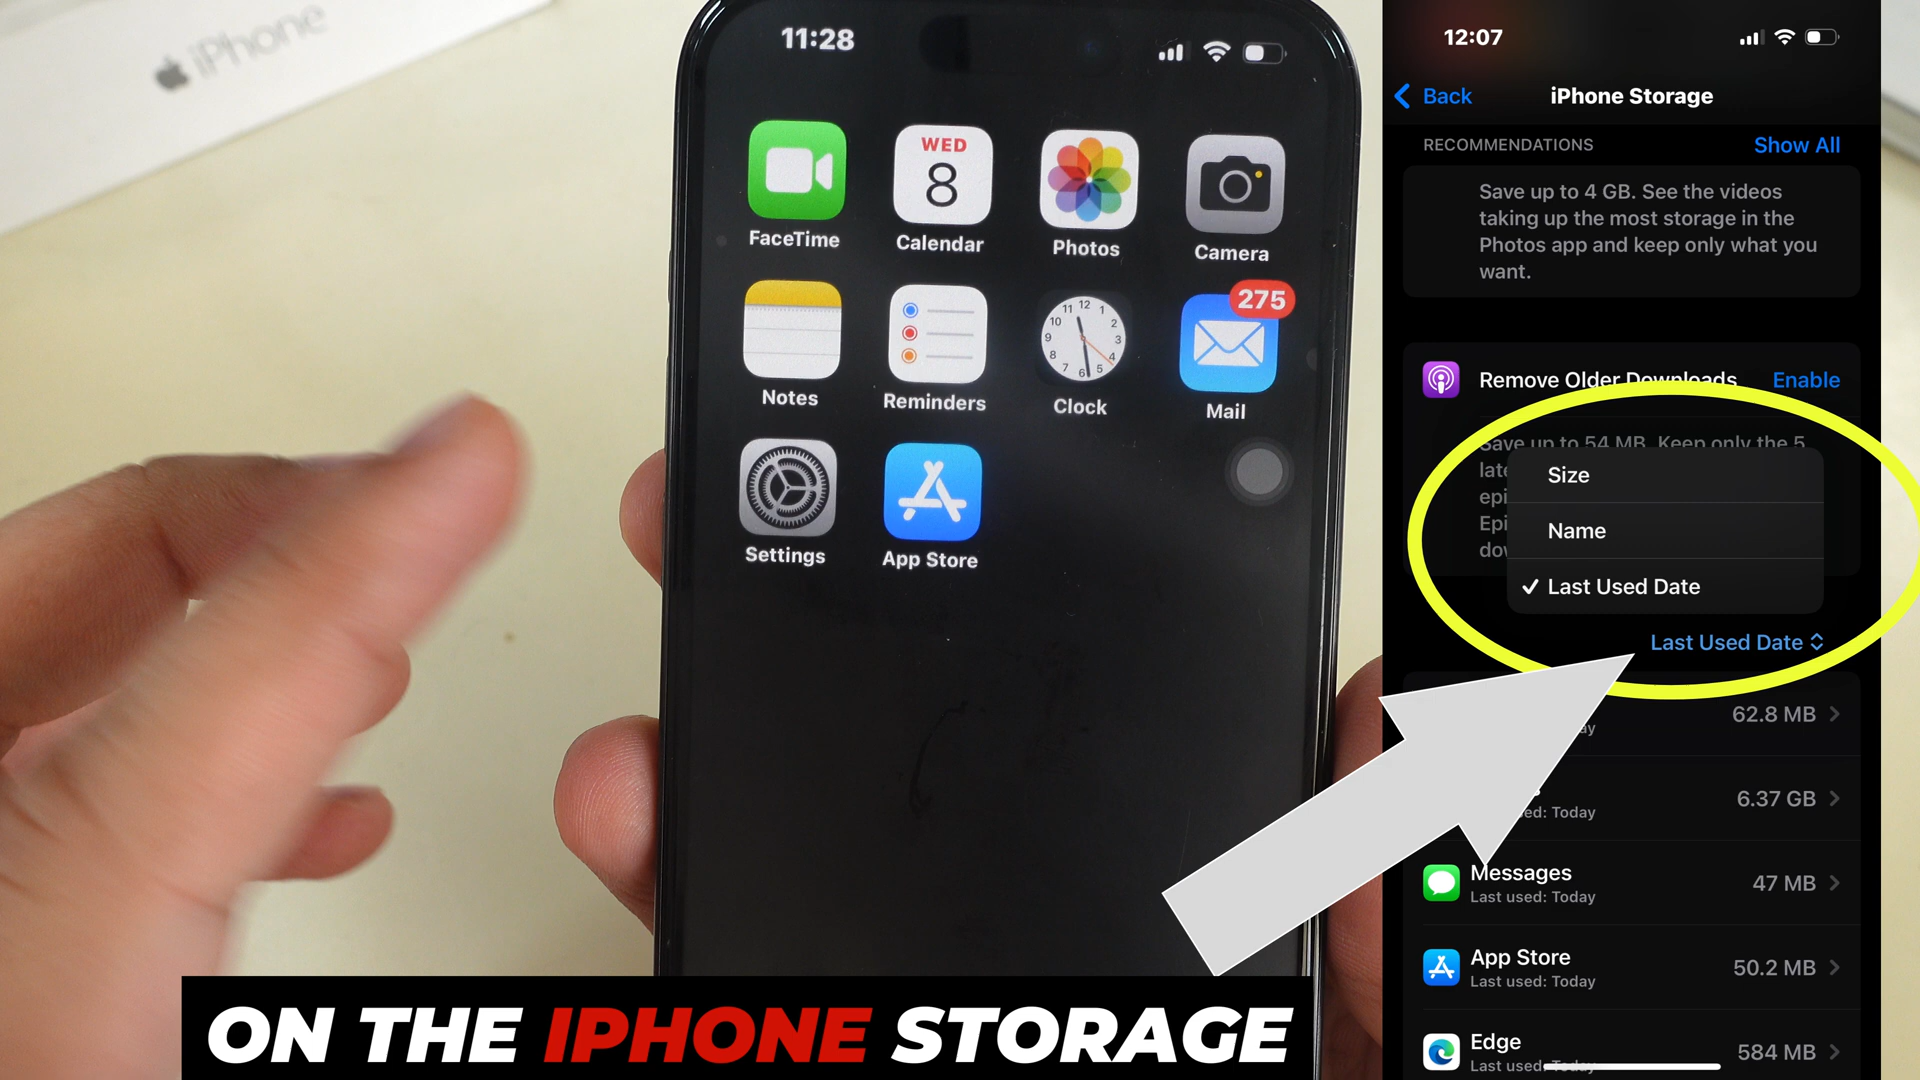 iPhone
11:28
WED
8
FaceTime
Calendar
Photos
Camera
275
Notes
Reminders
Clock
Mail
Settings
App Store
12:07
Back
iPhone Storage
RECOMMENDATIONS
Show All
Save up to 4 GB. See the videos
taking up the most storage in the
Photos app and keep only what you
want.
Remove Older Downloads
Enable
Save up to 54 MB. Keep only the 5
Size
Name
✓ Last Used Date
Last Used Date
62.8 MB
6.37 GB
Today
Messages
47 MB
Last used: Today
App Store
50.2 MB
Last used: Today
Edge
584 MB
Last used: Today
ON THE IPHONE STORAGE